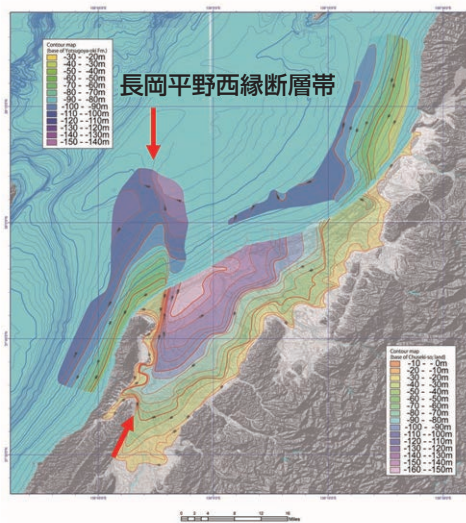 長岡平野西縁断層帯
Contour map
(base of Yotsugoya-oki Fm.)
-30 - -20m
-40 - -30m
-50 - -40m
-60 - -50m
-70 - -60m
-80 - -70m
-90 - -80m
-100 - -90m
-110 - -100m
-120 - -110m
-130 - -120m
-140 - -130m
-150 - -140m
Contour map
-10 - -0m
-20 - -10m
-30 - -20m
-40 - -30m
-50 - -40m
-60 - -50m
-70 - -60m
-80 - -70m
-90 - -80m
-100 - -90m
-110 - -100m
-120 - -110m
-130 - -120m
-140 - -130m
-150 - -140m
-160 - -150m